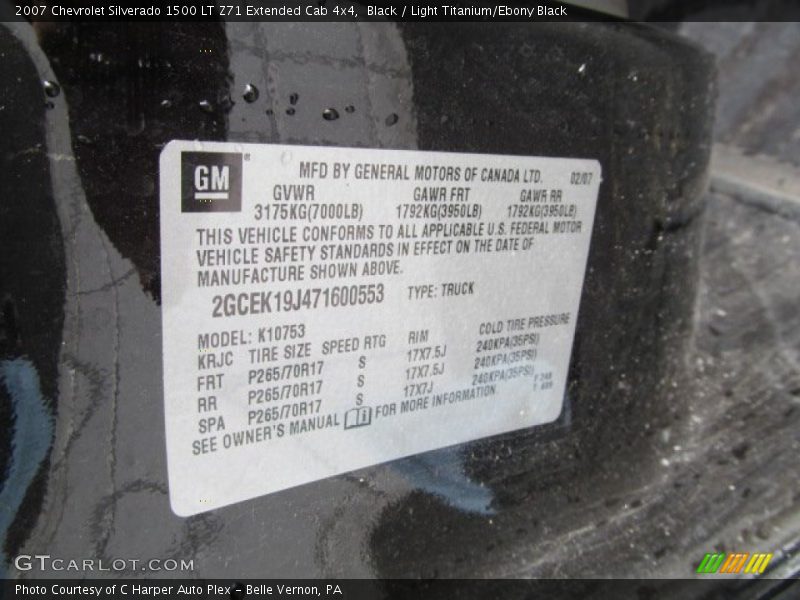 2007 Chevrolet Silverado 1500 LT Z71 Extended Cab 4x4, Black / Light Titanium/Ebony Black
GM MFD BY GENERAL MOTORS OF CANADA LTD. 02/07
GVWR GAWR FRT GAWR RR
3175KG(7000LB) 1792KG(3950LB) 1792KG(3950LB)
THIS VEHICLE CONFORMS TO ALL APPLICABLE U.S. FEDERAL MOTOR
VEHICLE SAFETY STANDARDS IN EFFECT ON THE DATE OF
MANUFACTURE SHOWN ABOVE.
2GCEK19J471600553 TYPE: TRUCK
MODEL: K10753
KRJC TIRE SIZE SPEED RTG RIM COLD TIRE PRESSURE
FRT P265/70R17 S 17X7.5J 240KPA(35PSI)
RR P265/70R17 S 17X7.5J 240KPA(35PSI)
SPA P265/70R17 S 17X7J 240KPA(35PSI)
SEE OWNER'S MANUAL FOR MORE INFORMATION.
GTCARLOT.COM
Photo Courtesy of C Harper Auto Plex - Belle Vernon, PA